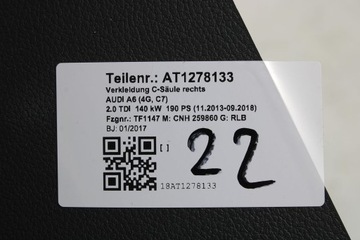 Teilenr.: AT1278133
Verkleidung C-Säule rechts
AUDI A6 (4G, C7)
2.0 TDI 140 kW 190 PS (11.2013-09.2018)
Fzgnr.: TF1147 M: CNH 259860 G: RLB
BJ: 01/2017
[ ]
22
18AT1278133